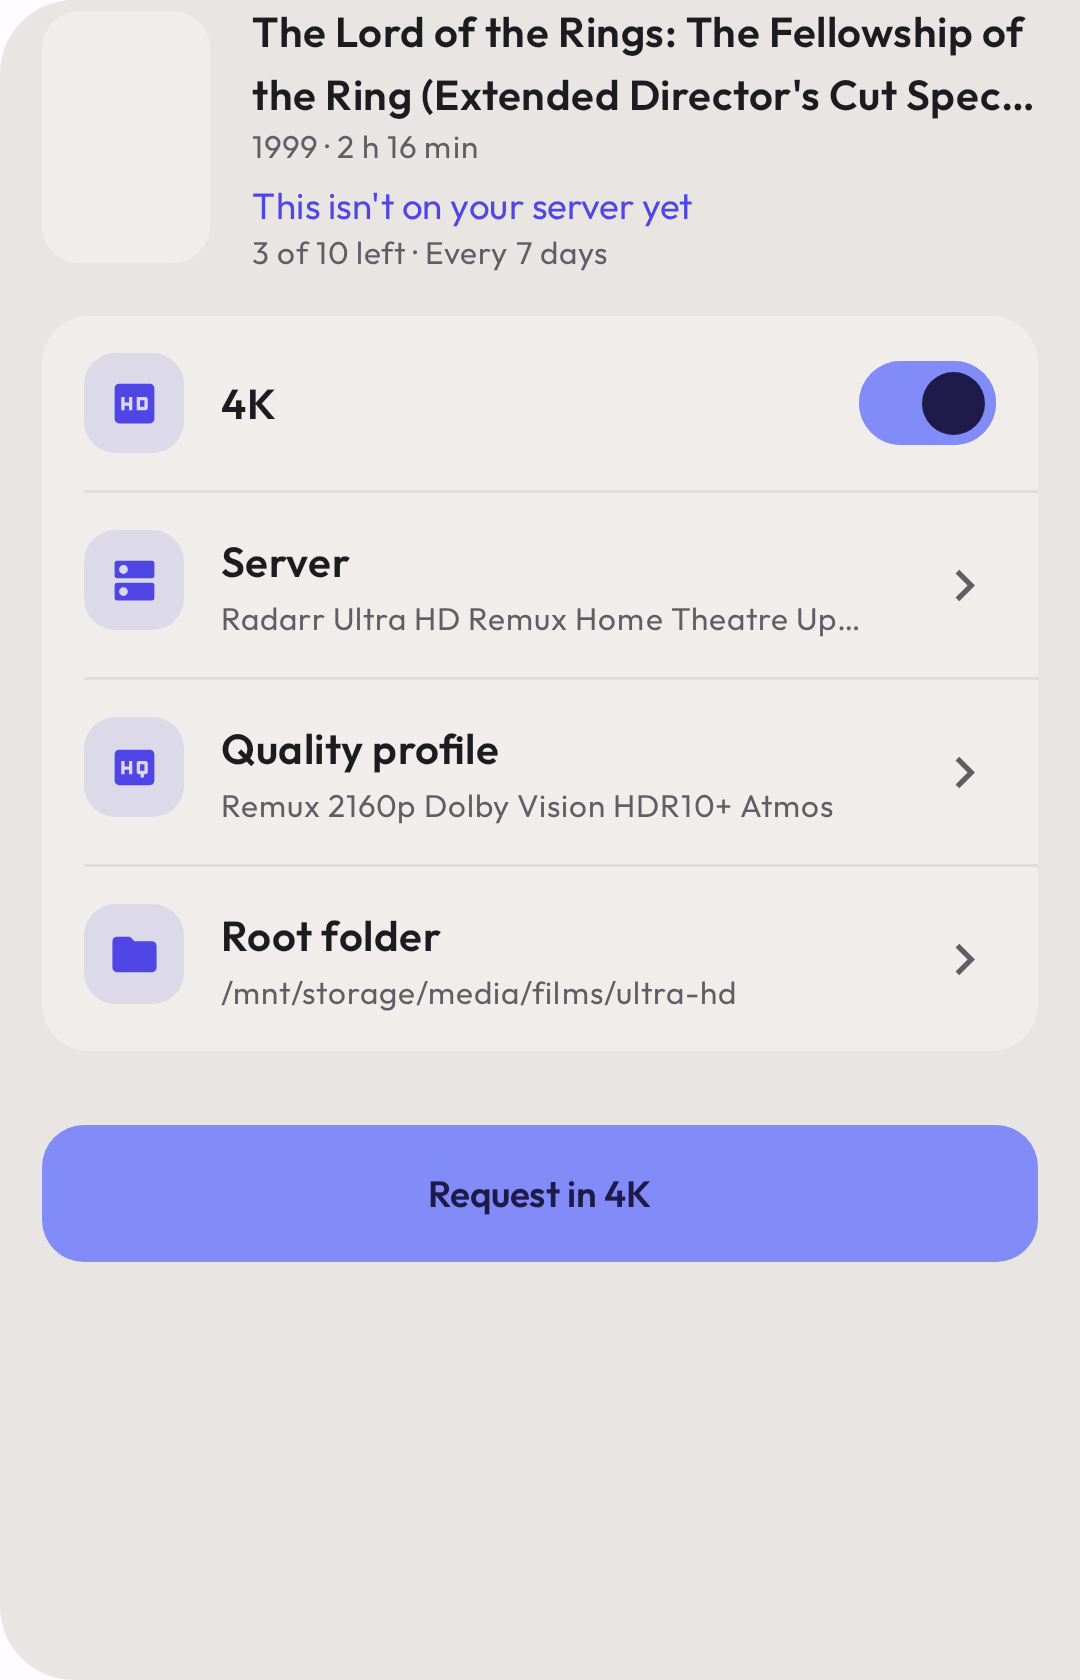 The Lord of the Rings: The Fellowship of
the Ring (Extended Director's Cut Spec...
1999 · 2 h 16 min
This isn't on your server yet
3 of 10 left · Every 7 days
HD
4K
Server
Radarr Ultra HD Remux Home Theatre Up...
HQ
Quality profile
Remux 2160p Dolby Vision HDR10+ Atmos
Root folder
/mnt/storage/media/films/ultra-hd
Request in 4K